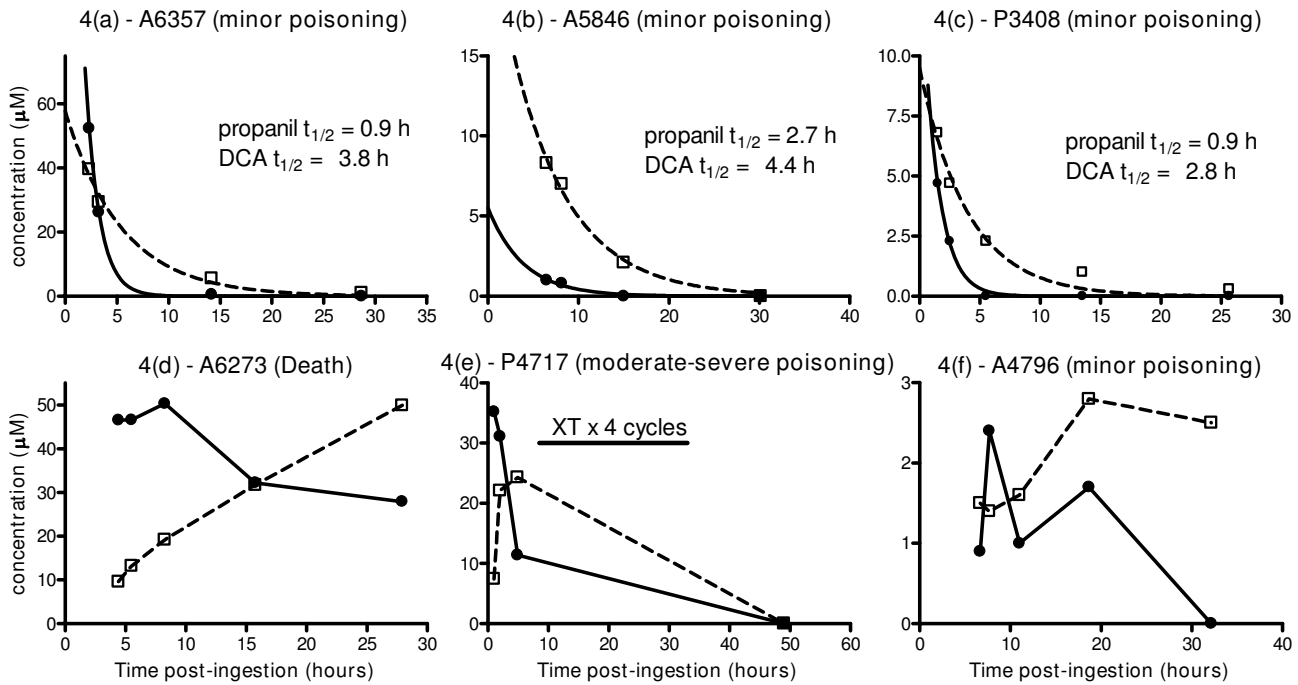 4(a) - A6357 (minor poisoning)
4(b) - A5846 (minor poisoning)
4(c) - P3408 (minor poisoning)
concentration (µM)
60
40
20
0
0 5 10 15 20 25 30 35
propanil t1/2 = 0.9 h
DCA t1/2 = 3.8 h
15
10
5
0
0 10 20 30 40
propanil t1/2 = 2.7 h
DCA t1/2 = 4.4 h
10.0
7.5
5.0
2.5
0.0
0 5 10 15 20 25 30
propanil t1/2 = 0.9 h
DCA t1/2 = 2.8 h
4(d) - A6273 (Death)
4(e) - P4717 (moderate-severe poisoning)
4(f) - A4796 (minor poisoning)
concentration (µM)
50
40
30
20
10
0
0 5 10 15 20 25 30
Time post-ingestion (hours)
40
30
20
10
0
XT x 4 cycles
0 10 20 30 40 50 60
Time post-ingestion (hours)
3
2
1
0
0 10 20 30 40
Time post-ingestion (hours)